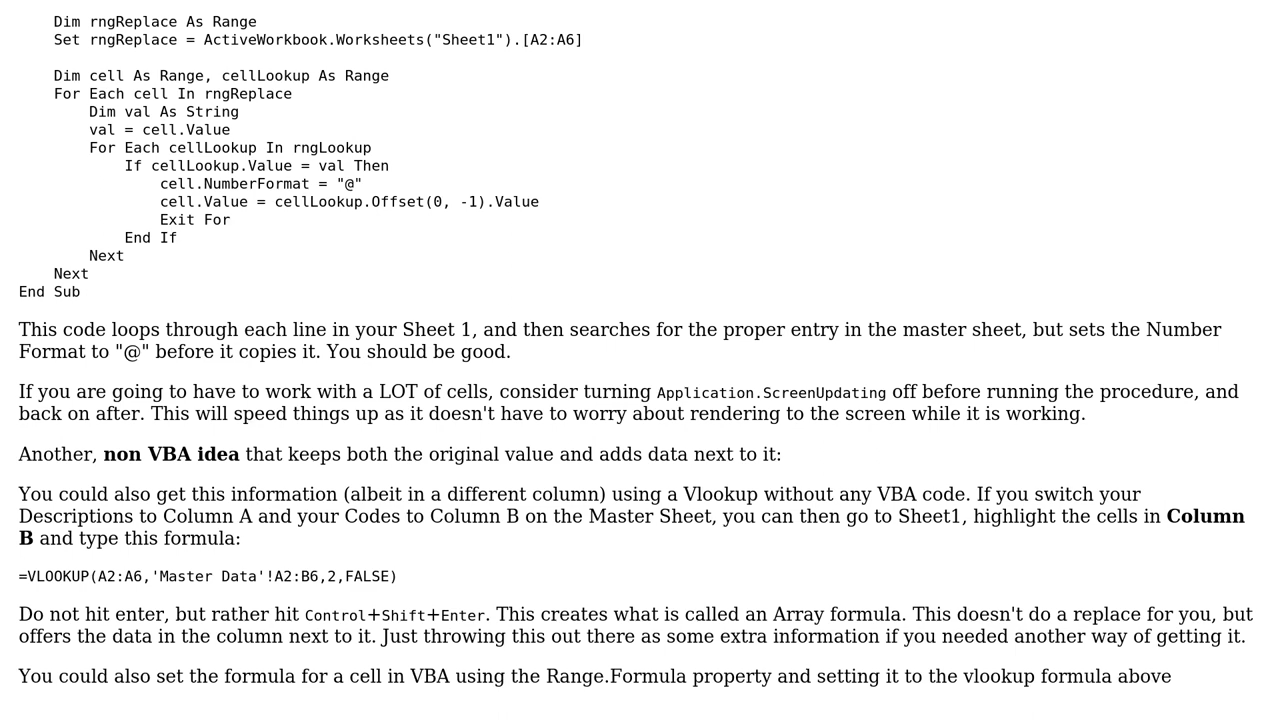 Dim rngReplace As Range
Set rngReplace = ActiveWorkbook.Worksheets("Sheet1").[A2:A6]
Dim cell As Range, cellLookup As Range
For Each cell In rngReplace
Dim val As String
val = cell.Value
For Each cellLookup In rngLookup
If cellLookup.Value = val Then
cell.NumberFormat = "@"
cell.Value = cellLookup.Offset(0, -1).Value
Exit For
End If
Next
Next
End Sub
This code loops through each line in your Sheet 1, and then searches for the proper entry in the master sheet, but sets the Number
Format to "@" before it copies it. You should be good.
If you are going to have to work with a LOT of cells, consider turning Application.ScreenUpdating off before running the procedure, and
back on after. This will speed things up as it doesn't have to worry about rendering to the screen while it is working.
Another, non VBA idea that keeps both the original value and adds data next to it:
You could also get this information (albeit in a different column) using a Vlookup without any VBA code. If you switch your
Descriptions to Column A and your Codes to Column B on the Master Sheet, you can then go to Sheet1, highlight the cells in Column
B and type this formula:
=VLOOKUP(A2:A6,'Master Data'!A2:B6,2,FALSE)
Do not hit enter, but rather hit Control+Shift+Enter. This creates what is called an Array formula. This doesn't do a replace for you, but
offers the data in the column next to it. Just throwing this out there as some extra information if you needed another way of getting it.
You could also set the formula for a cell in VBA using the Range.Formula property and setting it to the vlookup formula above